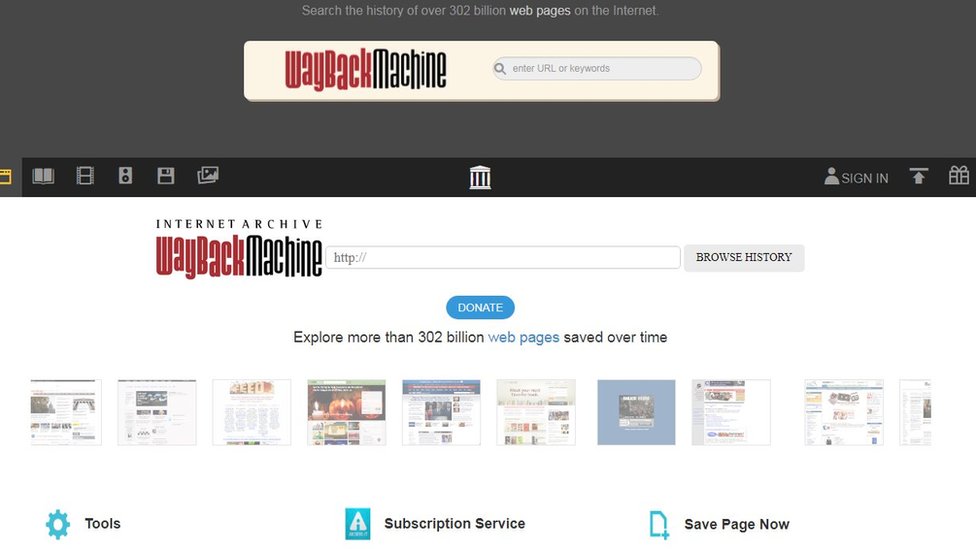 Search the history of over 302 billion web pages on the Internet.
WayBackMachine
enter URL or keywords
SIGN IN
INTERNET ARCHIVE
WayBackMachine
http://
BROWSE HISTORY
DONATE
Explore more than 302 billion web pages saved over time
Tools
Subscription Service
Save Page Now